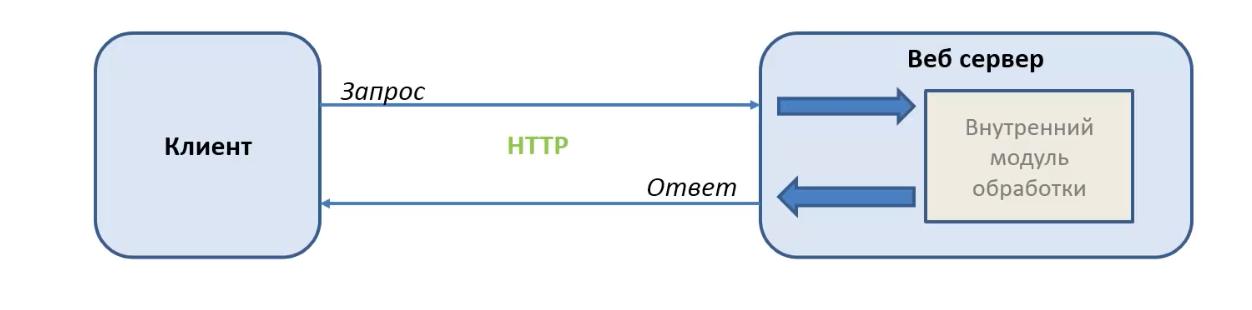 Веб сервер
Запрос
Клиент
HTTP
Внутренний
модуль
обработки
Ответ